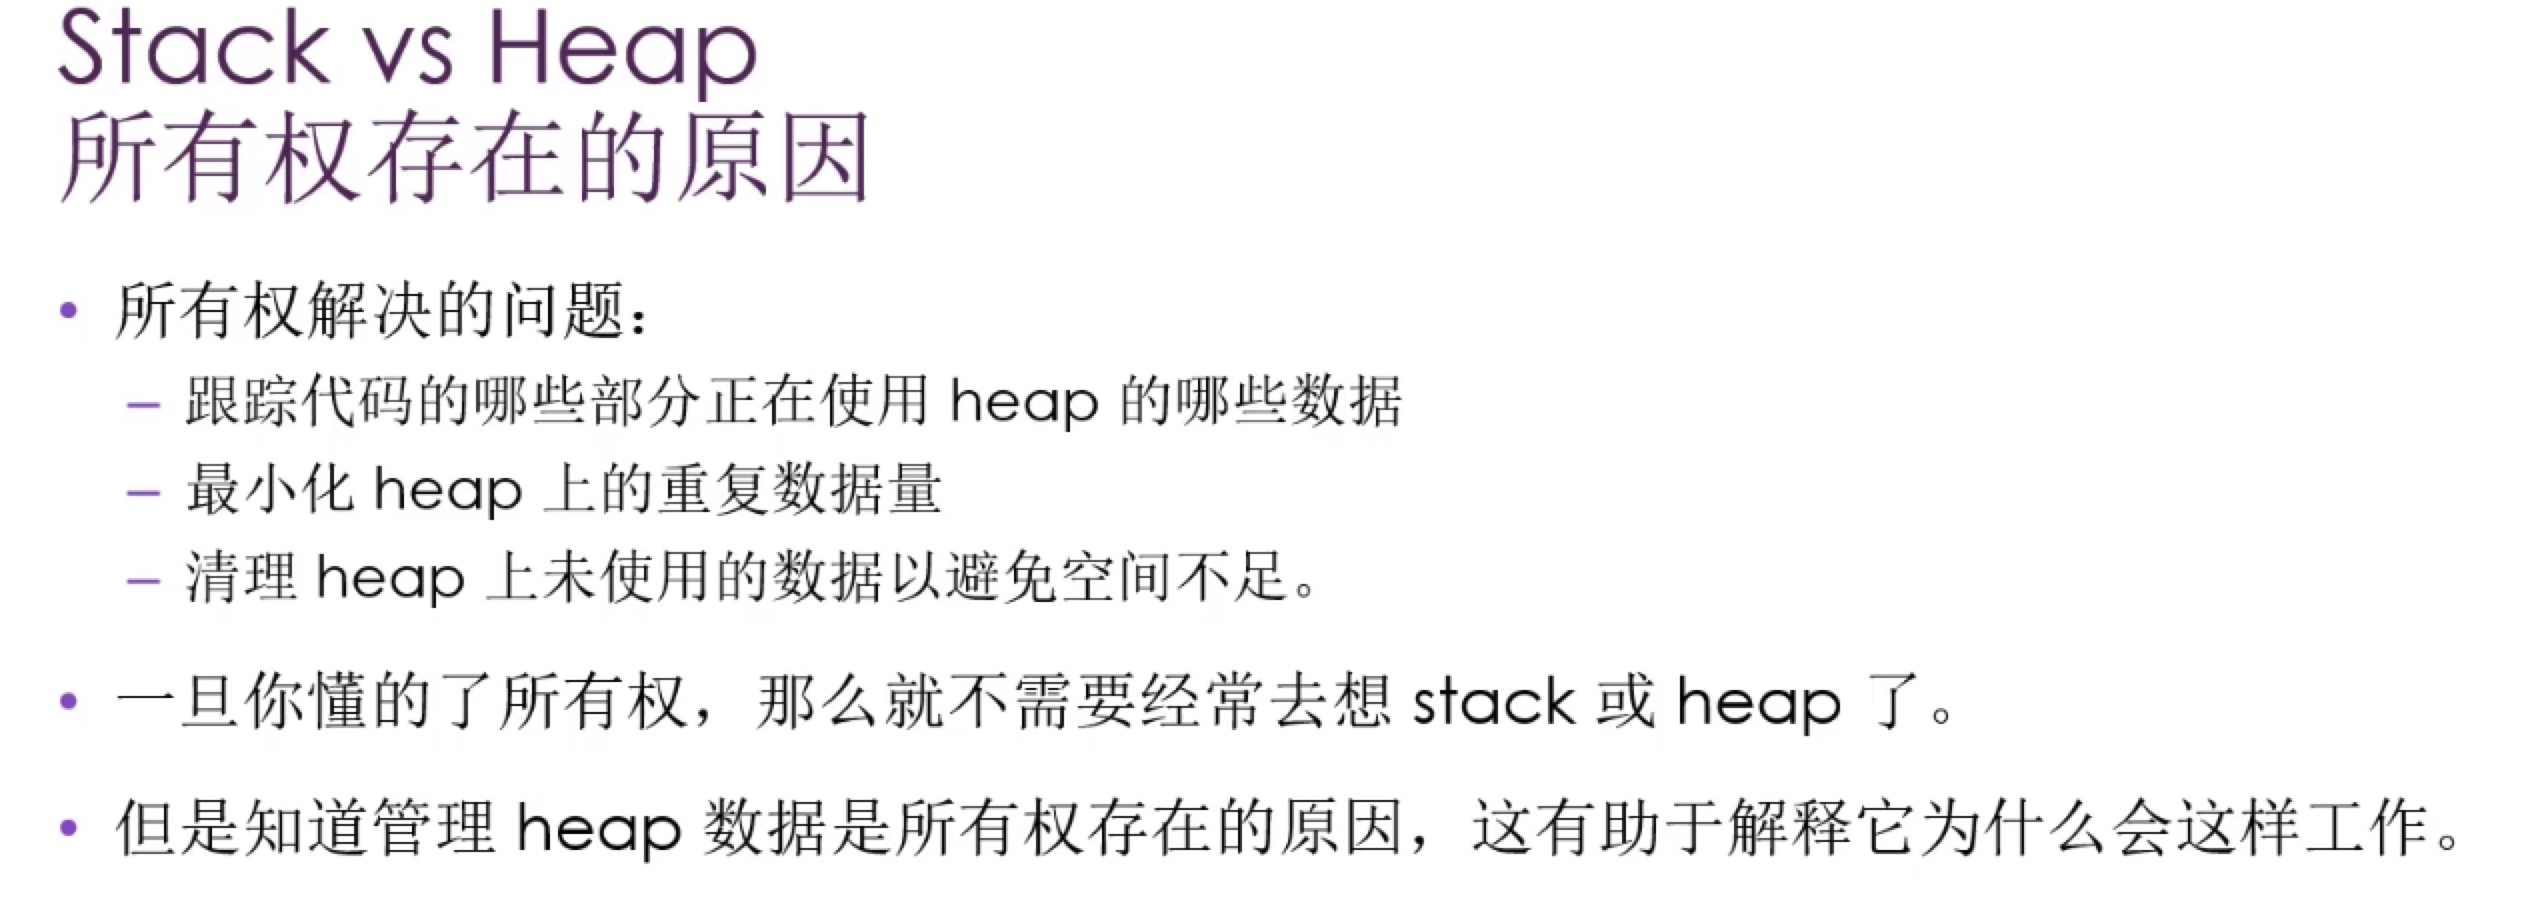 Stack vs Heap
所有权存在的原因
• 所有权解决的问题：
– 跟踪代码的哪些部分正在使用 heap 的哪些数据
– 最小化 heap 上的重复数据量
– 清理 heap 上未使用的数据以避免空间不足。
• 一旦你懂的了所有权，那么就不需要经常去想 stack 或 heap 了。
• 但是知道管理 heap 数据是所有权存在的原因，这有助于解释它为什么会这样工作。